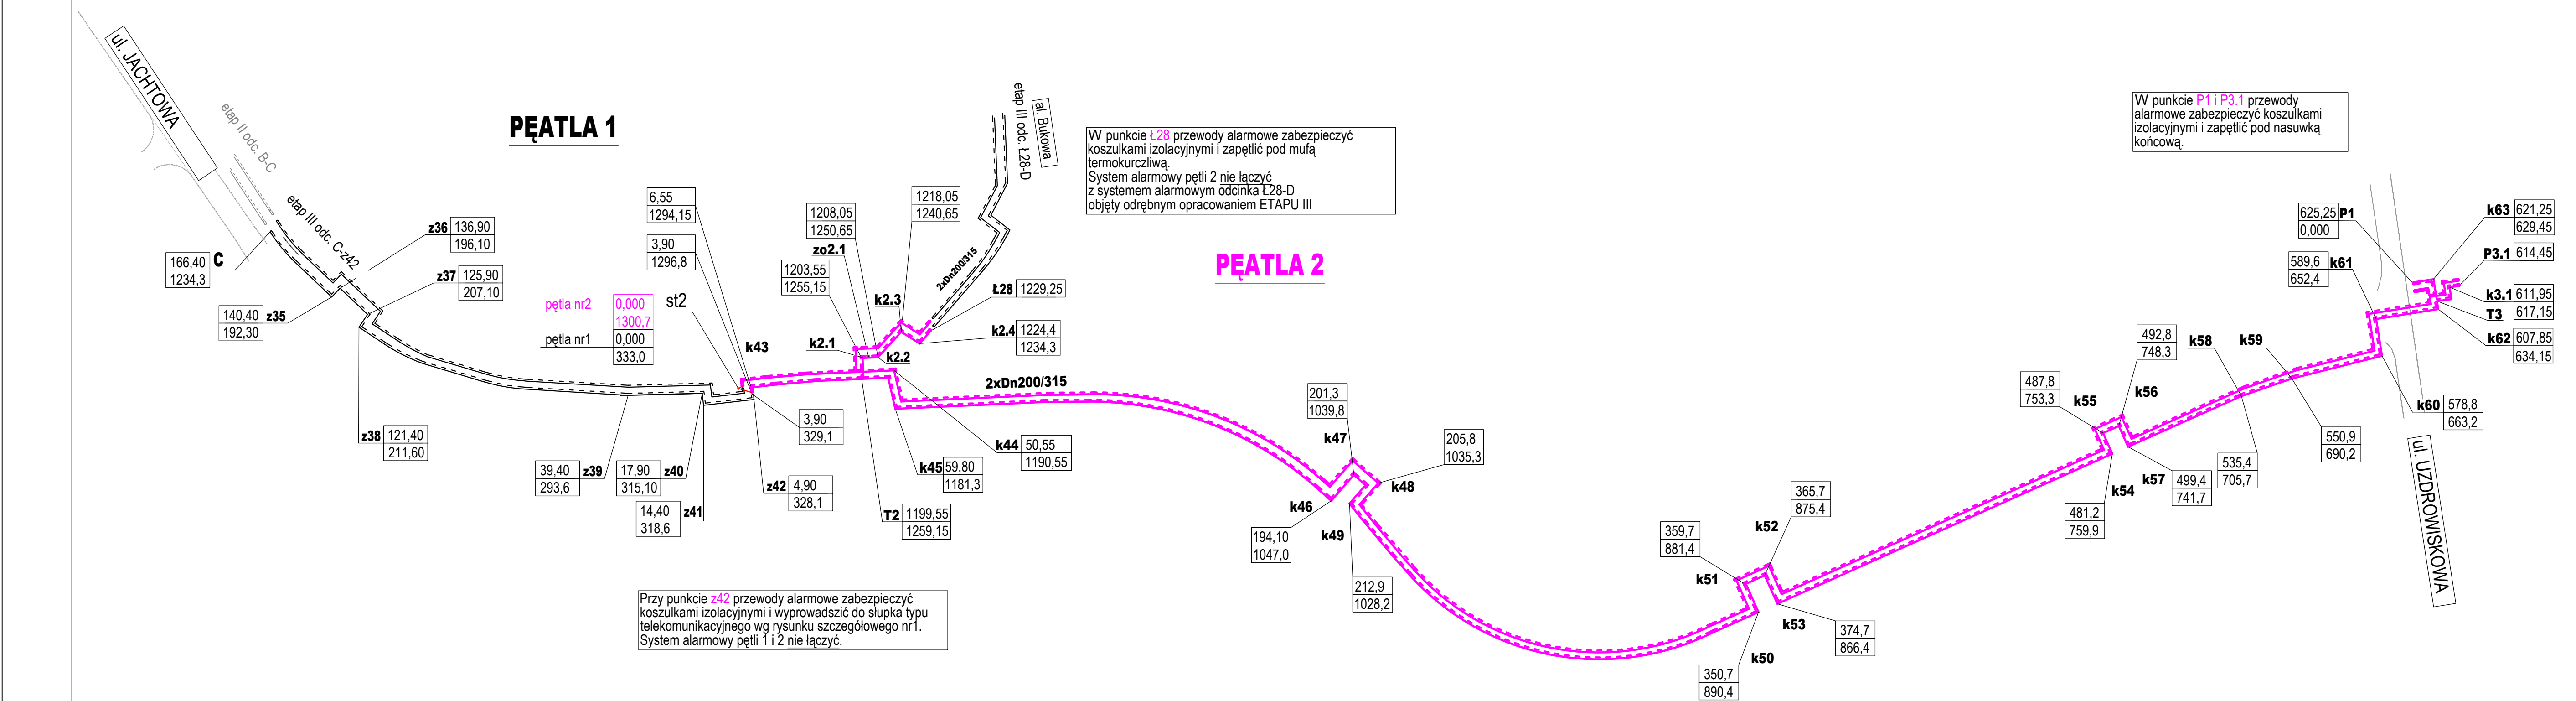 ul. JACHTOWA
etap II odc. B-C
etap III odc. C-z42
166,40 C
1234,3
140,40 z35
192,30
z36 136,90
196,10
z37 125,90
207,10
z38 121,40
211,60
PĘATLA 1
pętla nr2 0,000 st2
1300,7
pętla nr1 0,000
333,0
39,40 z39
293,6
17,90 z40
315,10
14,40 z41
318,6
6,55
1294,15
3,90
1296,8
k43
3,90
329,1
z42 4,90
328,1
1208,05
1250,65
zo2.1
1203,55
1255,15
k2.1
k2.2
k2.3
1218,05
1240,65
T2 1199,55
1259,15
etap III odc. Ł28-D
al. Bukowa
2xDn200/315
Ł28 1229,25
k2.4 1224,4
1234,3
k44 50,55
1190,55
k45 59,80
1181,3
2xDn200/315
W punkcie Ł28 przewody alarmowe zabezpieczyć
koszulkami izolacyjnymi i zapętlić pod mufą
termokurczliwą.
System alarmowy pętli 2 nie łączyć
z systemem alarmowym odcinka Ł28-D
objęty odrębnym opracowaniem ETAPU III
PĘATLA 2
Przy punkcie z42 przewody alarmowe zabezpieczyć
koszulkami izolacyjnymi i wyprowadszić do słupka typu
telekomunikacyjnego wg rysunku szczegółowego nr1.
System alarmowy pętli 1 i 2 nie łączyć.
201,3
1039,8
k47
205,8
1035,3
k48
k46
194,10
1047,0
k49
212,9
1028,2
359,7
881,4
k51
k52
365,7
875,4
k53
374,7
866,4
k50
350,7
890,4
487,8
753,3
k55
492,8
748,3
k56
k54
481,2
759,9
k57
499,4
741,7
k58
535,4
705,7
k59
550,9
690,2
W punkcie P1 i P3.1 przewody
alarmowe zabezpieczyć koszulkami
izolacyjnymi i zapętlić pod nasuwką
końcową.
625,25 P1
0,000
589,6 k61
652,4
k63 621,25
629,45
P3.1 614,45
k3.1 611,95
T3 617,15
k62 607,85
634,15
k60 578,8
663,2
ul. UZDROWISKOWA